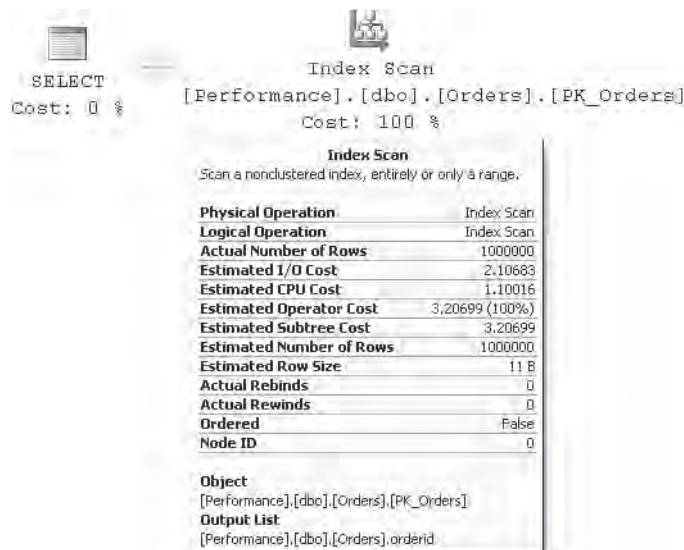 SELECT
Cost: 0 %
Index Scan
[Performance].[dbo].[Orders].[PK_Orders]
Cost: 100 %
Index Scan
Scan a nonclustered index, entirely or only a range.
Physical Operation Index Scan
Logical Operation Index Scan
Actual Number of Rows 1000000
Estimated I/O Cost 2.10683
Estimated CPU Cost 1.10016
Estimated Operator Cost 3.20699 (100%)
Estimated Subtree Cost 3.20699
Estimated Number of Rows 1000000
Estimated Row Size 11 B
Actual Rebinds 0
Actual Rewinds 0
Ordered False
Node ID 0
Object
[Performance].[dbo].[Orders].[PK_Orders]
Output List
[Performance].[dbo].[Orders].orderid